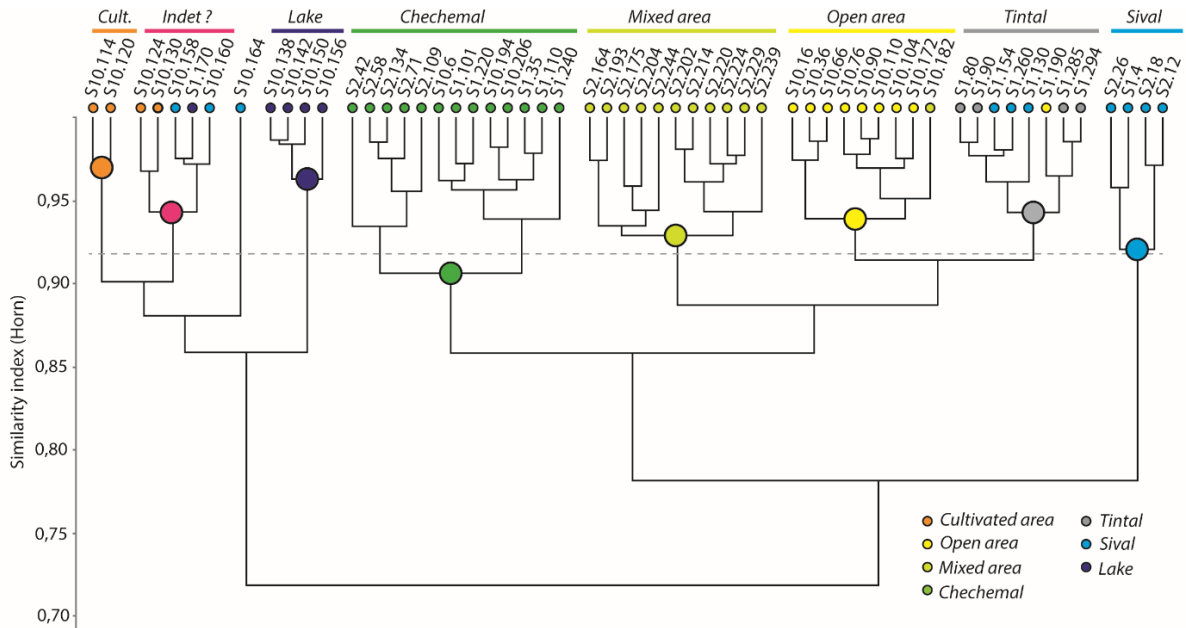 Cult. Indet ? Lake Chechemal Mixed area Open area Tintal Sival
S10.114
S10.120
S10.124
S10.130
S10.158
S1.170
S10.160
S10.164
S10.138
S10.142
S10.150
S10.156
S2.42
S2.58
S2.134
S2.71
S2.109
S10.6
S1.101
S1.220
S10.194
S10.206
S1.35
S1.110
S1.240
S2.164
S2.193
S2.175
S2.204
S2.244
S2.202
S2.214
S2.220
S2.224
S2.229
S2.239
S10.16
S10.36
S10.66
S10.76
S10.90
S10.110
S10.104
S10.172
S10.182
S1.80
S1.90
S1.154
S1.260
S1.130
S1.190
S1.285
S1.294
S2.26
S1.4
S2.18
S2.12
Similarity index (Horn)
0,95
0,90
0,85
0,80
0,75
0,70
Cultivated area
Open area
Mixed area
Chechemal
Tintal
Sival
Lake